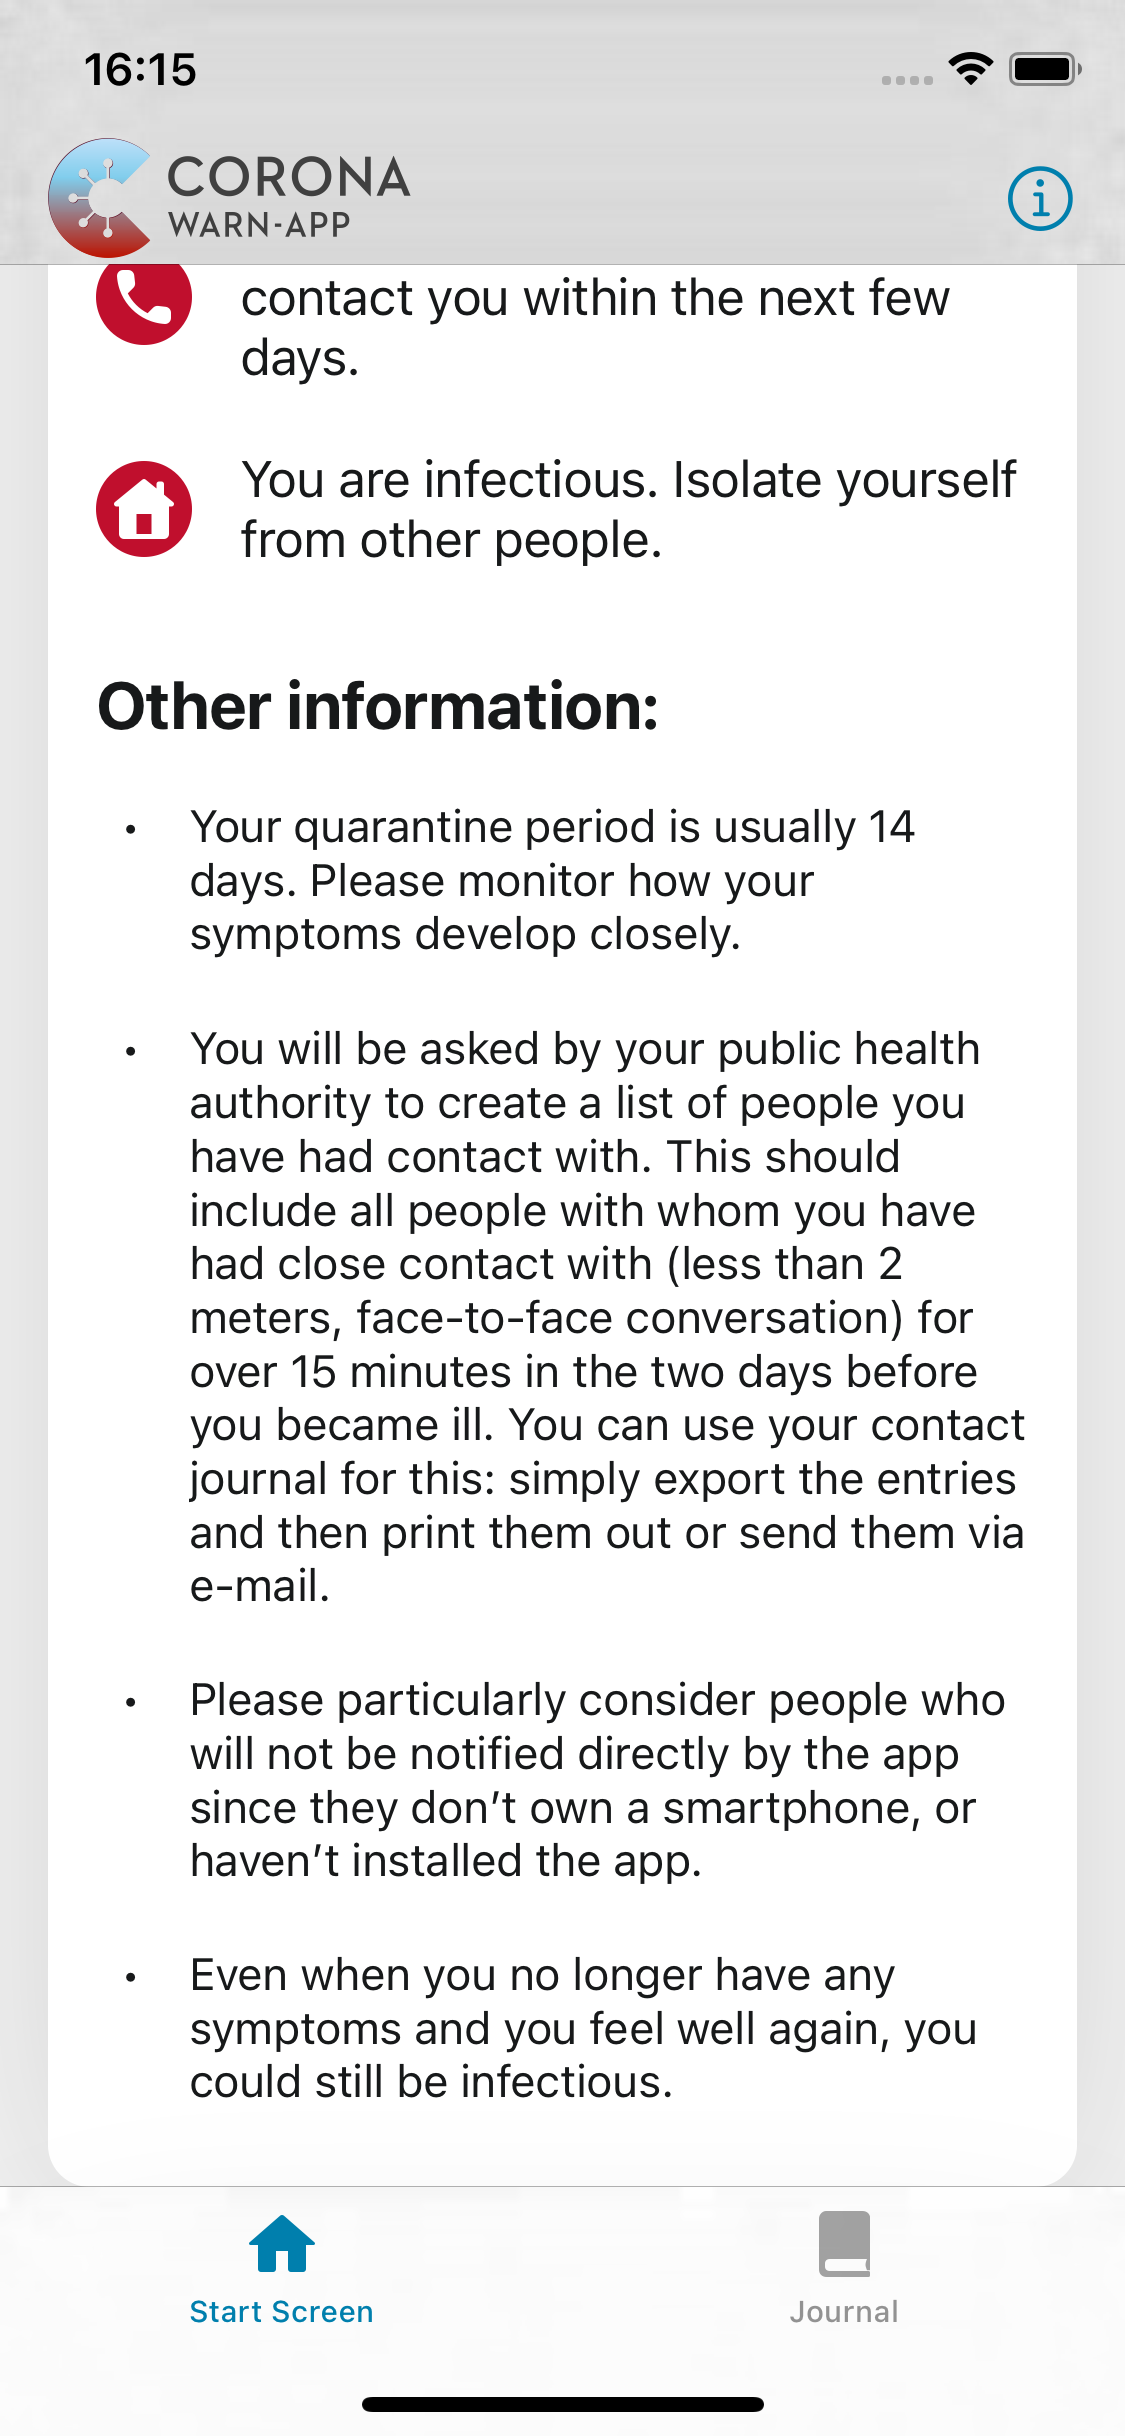 16:15
CORONA
WARN-APP
contact you within the next few
days.
You are infectious. Isolate yourself
from other people.
Other information:
• Your quarantine period is usually 14
days. Please monitor how your
symptoms develop closely.
• You will be asked by your public health
authority to create a list of people you
have had contact with. This should
include all people with whom you have
had close contact with (less than 2
meters, face-to-face conversation) for
over 15 minutes in the two days before
you became ill. You can use your contact
journal for this: simply export the entries
and then print them out or send them via
e-mail.
• Please particularly consider people who
will not be notified directly by the app
since they don’t own a smartphone, or
haven’t installed the app.
• Even when you no longer have any
symptoms and you feel well again, you
could still be infectious.
Start Screen
Journal